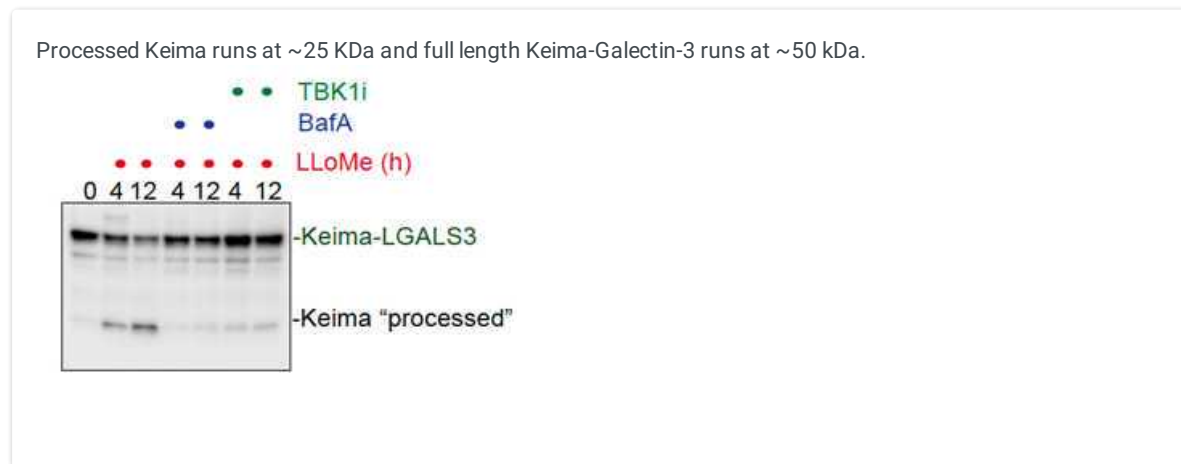 Processed Keima runs at ~25 KDa and full length Keima-Galectin-3 runs at ~50 kDa.
TBK1i
BafA
LLoMe (h)
0 4 12 4 12 4 12
-Keima-LGALS3
-Keima “processed”